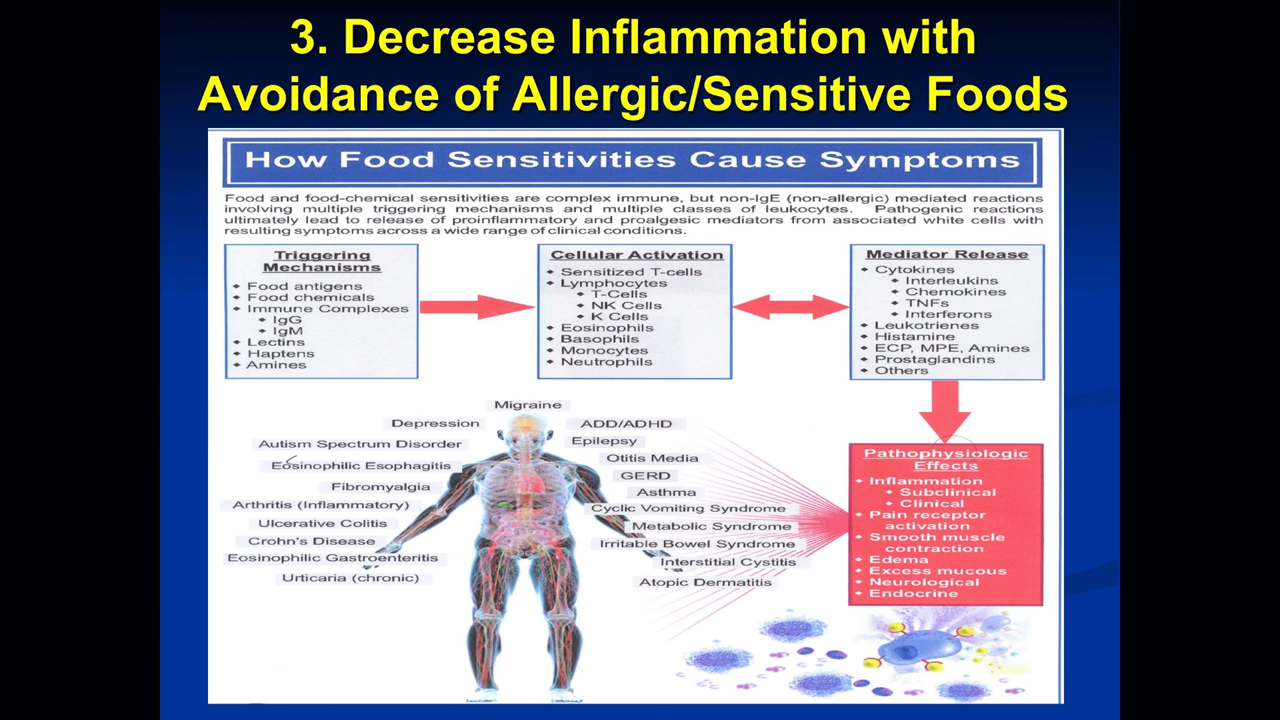 3. Decrease Inflammation with
Avoidance of Allergic/Sensitive Foods
How Food Sensitivities Cause Symptoms
Food and food-chemical sensitivities are complex immune, but non-IgE (non-allergic) mediated reactions
involving multiple triggering mechanisms and multiple classes of leukocytes. Pathogenic reactions
ultimately lead to release of proinflammatory and proalgesic mediators from associated white cells with
resulting symptoms across a wide range of clinical conditions.
Triggering
Mechanisms
• Food antigens
• Food chemicals
• Immune Complexes
• IgG
• IgM
• Lectins
• Haptens
• Amines
Cellular Activation
• Sensitized T-cells
• Lymphocytes
• T-Cells
• NK Cells
• K Cells
• Eosinophils
• Basophils
• Monocytes
• Neutrophils
Mediator Release
• Cytokines
• Interleukins
• Chemokines
• TNFs
• Interferons
• Leukotrienes
• Histamine
• ECP, MPE, Amines
• Prostaglandins
• Others
Migraine
Depression
Autism Spectrum Disorder
Eosinophilic Esophagitis
Fibromyalgia
Arthritis (Inflammatory)
Ulcerative Colitis
Crohn's Disease
Eosinophilic Gastroenteritis
Urticaria (chronic)
ADD/ADHD
Epilepsy
Otitis Media
GERD
Asthma
Cyclic Vomiting Syndrome
Metabolic Syndrome
Irritable Bowel Syndrome
Interstitial Cystitis
Atopic Dermatitis
Pathophysiologic
Effects
• Inflammation
• Subclinical
• Clinical
• Pain receptor
activation
• Smooth muscle
contraction
• Edema
• Excess mucous
• Neurological
• Endocrine